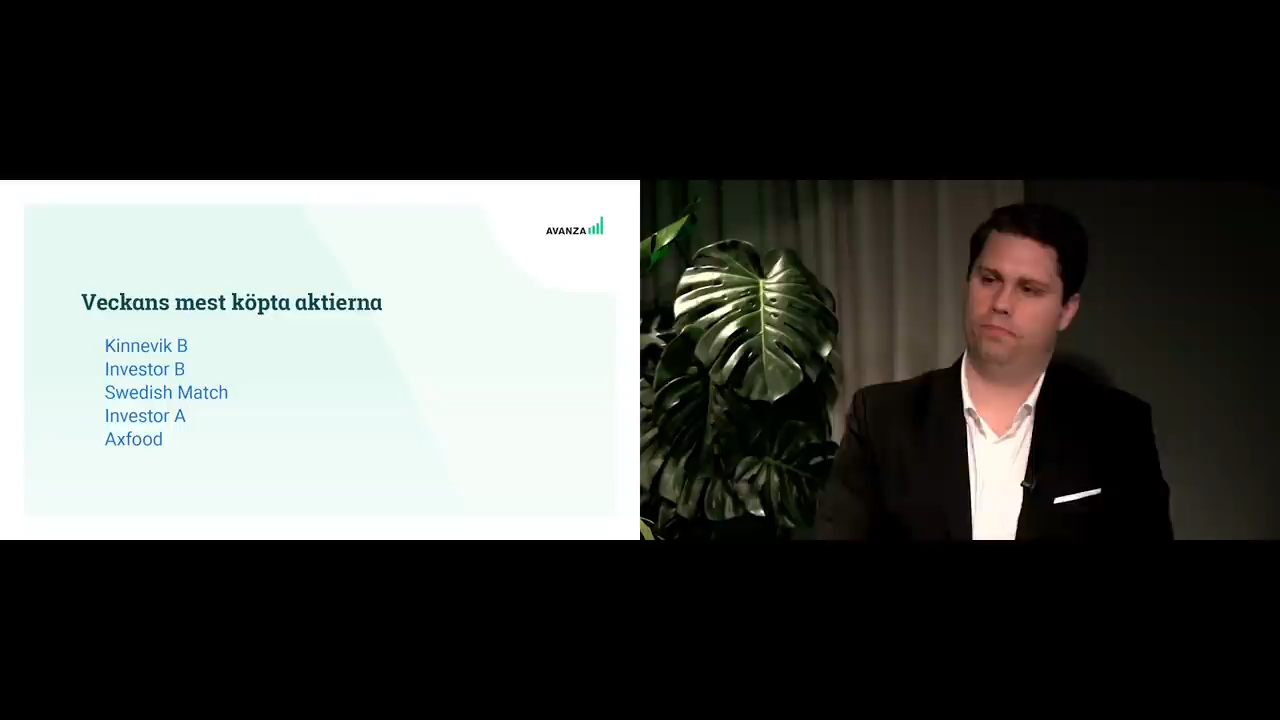 AVANZA
Veckans mest köpta aktierna
Kinnevik B
Investor B
Swedish Match
Investor A
Axfood